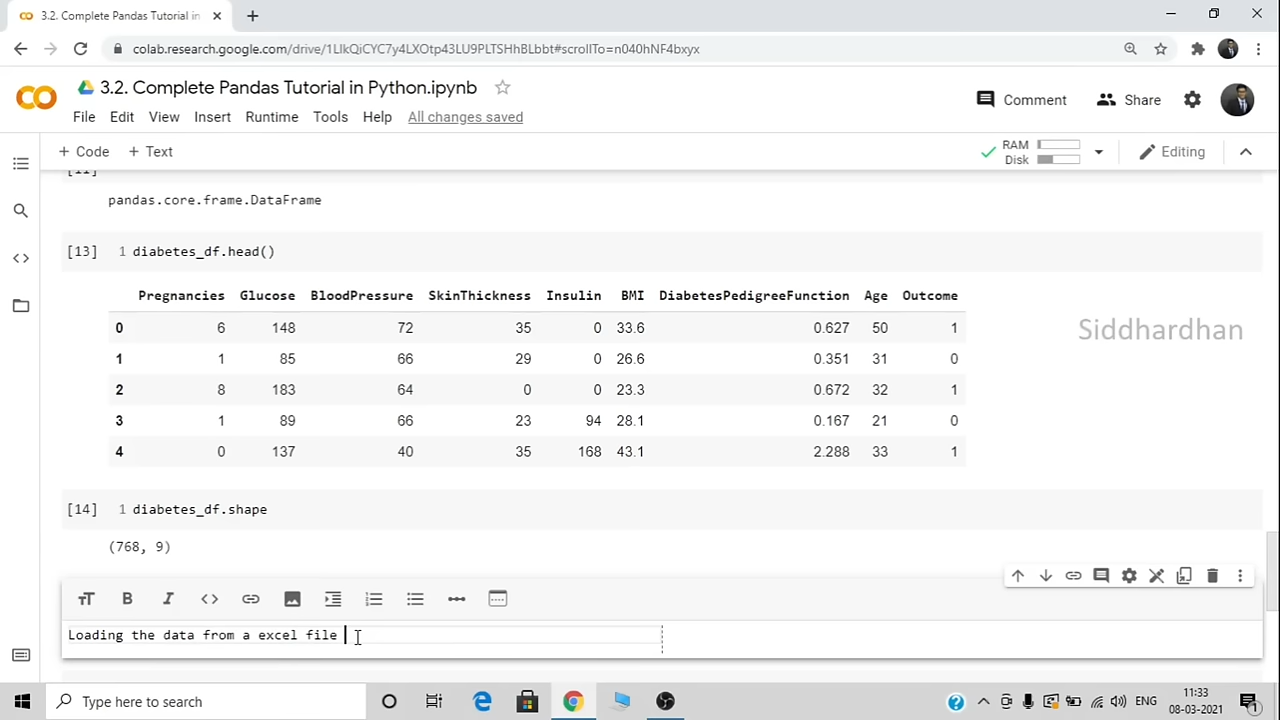 3.2. Complete Pandas Tutorial in
colab.research.google.com/drive/1LIkQiCYC7y4LXOtp43LU9PLTSHhBLbbt#scrollTo=n040hNF4bxyx
3.2. Complete Pandas Tutorial in Python.ipynb
Comment
Share
File Edit View Insert Runtime Tools Help All changes saved
+ Code + Text
RAM
Disk
Editing
[11]
pandas.core.frame.DataFrame
[13] 1 diabetes_df.head()
Pregnancies Glucose BloodPressure SkinThickness Insulin BMI DiabetesPedigreeFunction Age Outcome
0 6 148 72 35 0 33.6 0.627 50 1
1 1 85 66 29 0 26.6 0.351 31 0
2 8 183 64 0 0 23.3 0.672 32 1
3 1 89 66 23 94 28.1 0.167 21 0
4 0 137 40 35 168 43.1 2.288 33 1
Siddhardhan
[14] 1 diabetes_df.shape
(768, 9)
Loading the data from a excel file
Type here to search
ENG
11:33
08-03-2021